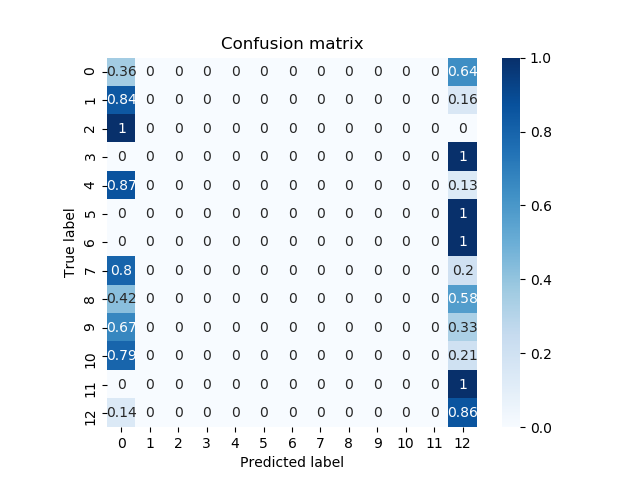 Confusion matrix
0 0.36 0 0 0 0 0 0 0 0 0 0 0 0.64
1 0.84 0 0 0 0 0 0 0 0 0 0 0 0.16
2 1 0 0 0 0 0 0 0 0 0 0 0 0
3 0 0 0 0 0 0 0 0 0 0 0 0 1
4 0.87 0 0 0 0 0 0 0 0 0 0 0 0.13
5 0 0 0 0 0 0 0 0 0 0 0 0 1
6 0 0 0 0 0 0 0 0 0 0 0 0 1
7 0.8 0 0 0 0 0 0 0 0 0 0 0 0.2
8 0.42 0 0 0 0 0 0 0 0 0 0 0 0.58
9 0.67 0 0 0 0 0 0 0 0 0 0 0 0.33
10 0.79 0 0 0 0 0 0 0 0 0 0 0 0.21
11 0 0 0 0 0 0 0 0 0 0 0 0 1
12 0.14 0 0 0 0 0 0 0 0 0 0 0 0.86
0 1 2 3 4 5 6 7 8 9 10 11 12
Predicted label
True label
1.0
0.8
0.6
0.4
0.2
0.0